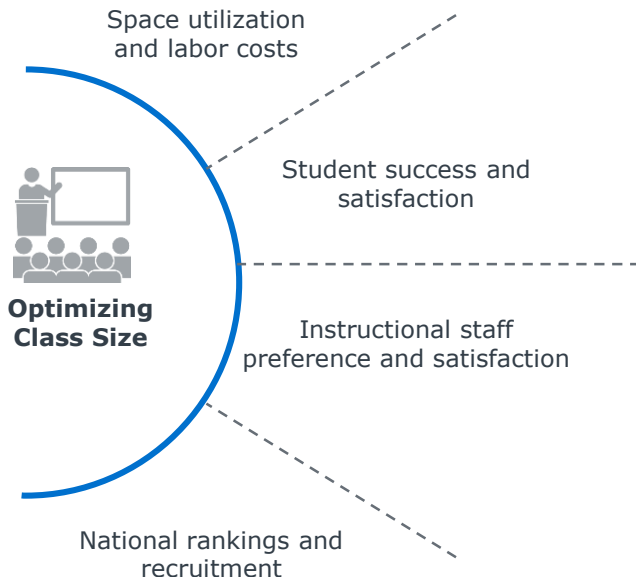 Space utilization
and labor costs
Student success and
satisfaction
Optimizing
Class Size
Instructional staff
preference and satisfaction
National rankings and
recruitment